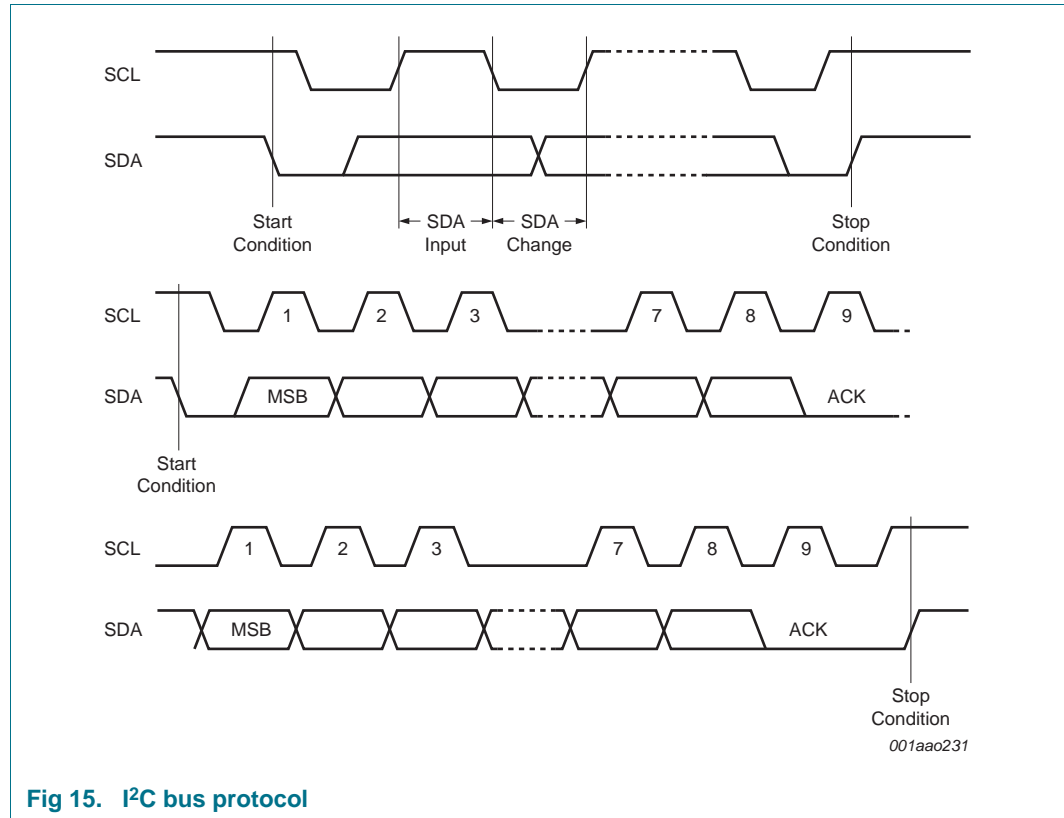 SCL
SDA
Start
Condition
SDA
Input
SDA
Change
Stop
Condition
SCL
1 2 3 7 8 9
SDA
MSB
ACK
Start
Condition
SCL
1 2 3 7 8 9
SDA
MSB
ACK
Stop
Condition
001aao231
Fig 15. I²C bus protocol